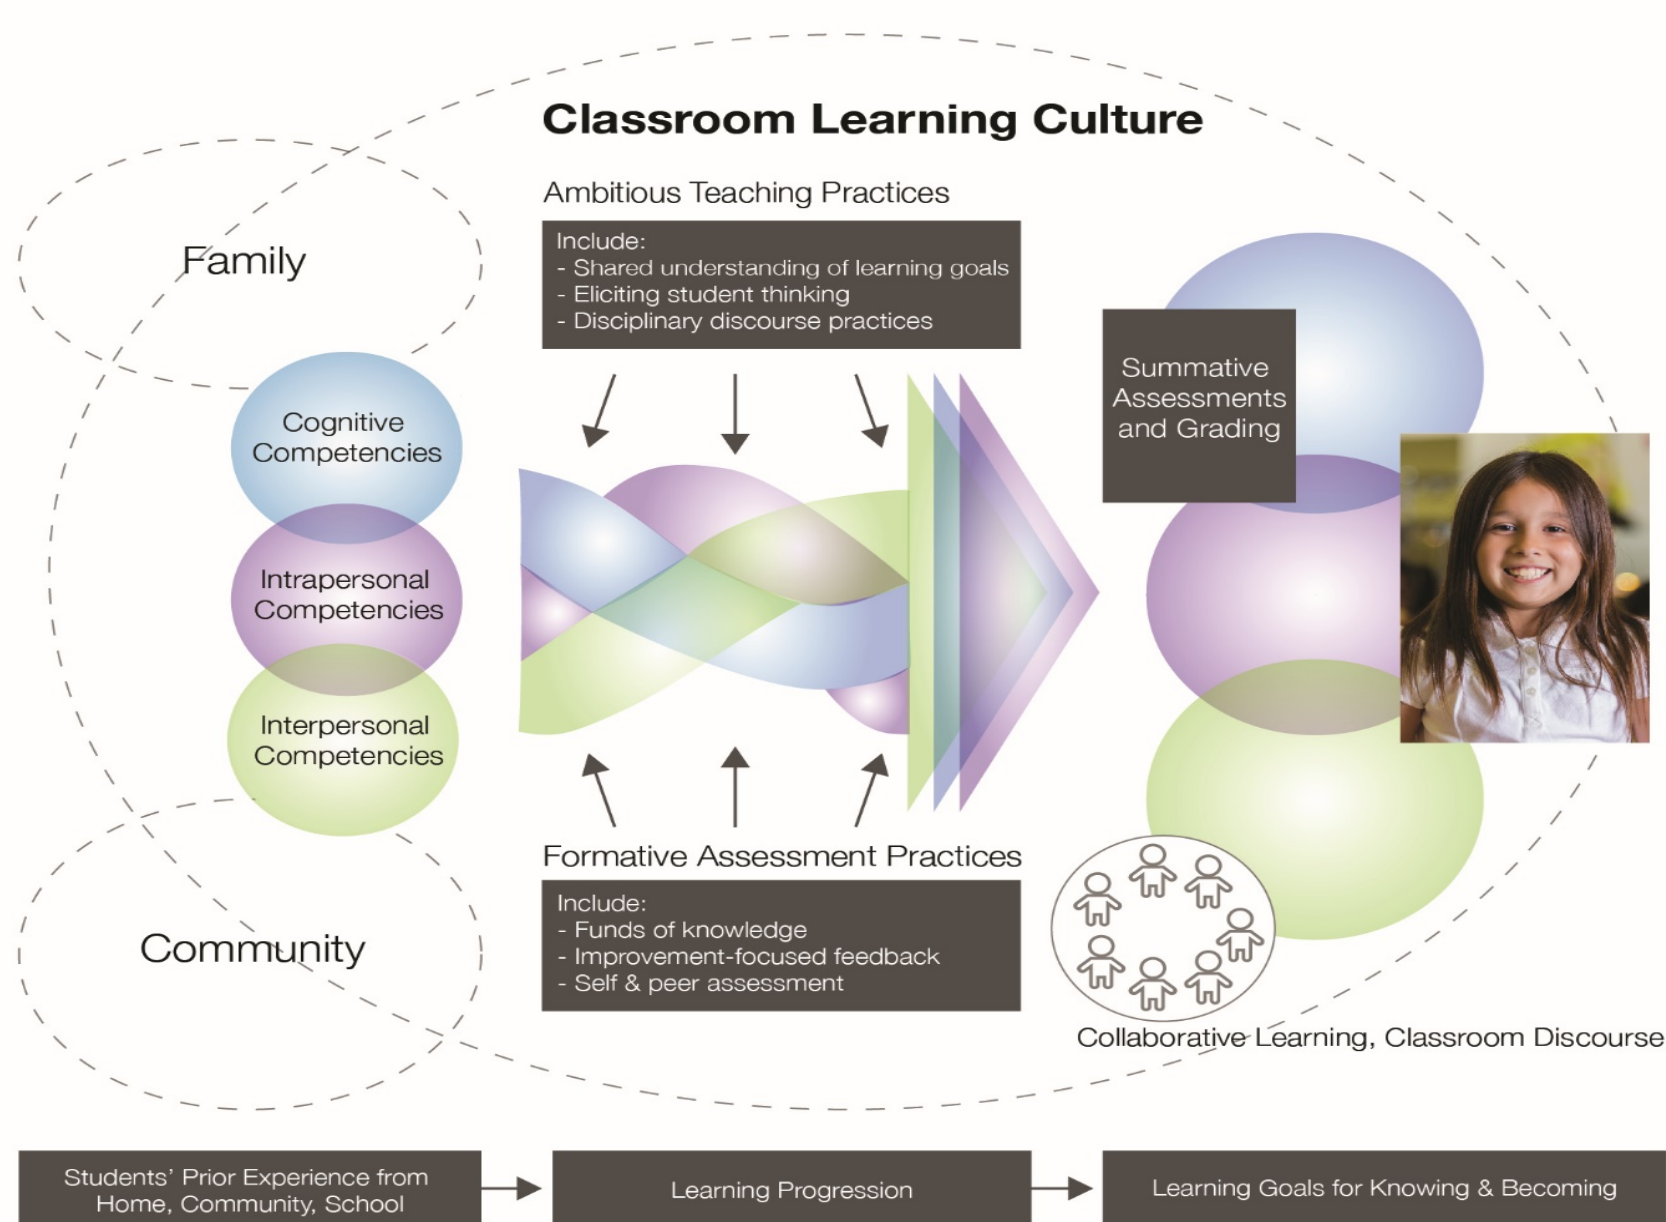 Classroom Learning Culture
Ambitious Teaching Practices
Include:
- Shared understanding of learning goals
- Eliciting student thinking
- Disciplinary discourse practices
Family
Cognitive
Competencies
Intrapersonal
Competencies
Interpersonal
Competencies
Community
Summative
Assessments
and Grading
Formative Assessment Practices
Include:
- Funds of knowledge
- Improvement-focused feedback
- Self & peer assessment
Collaborative Learning, Classroom Discourse
Students’ Prior Experience from
Home, Community, School
Learning Progression
Learning Goals for Knowing & Becoming